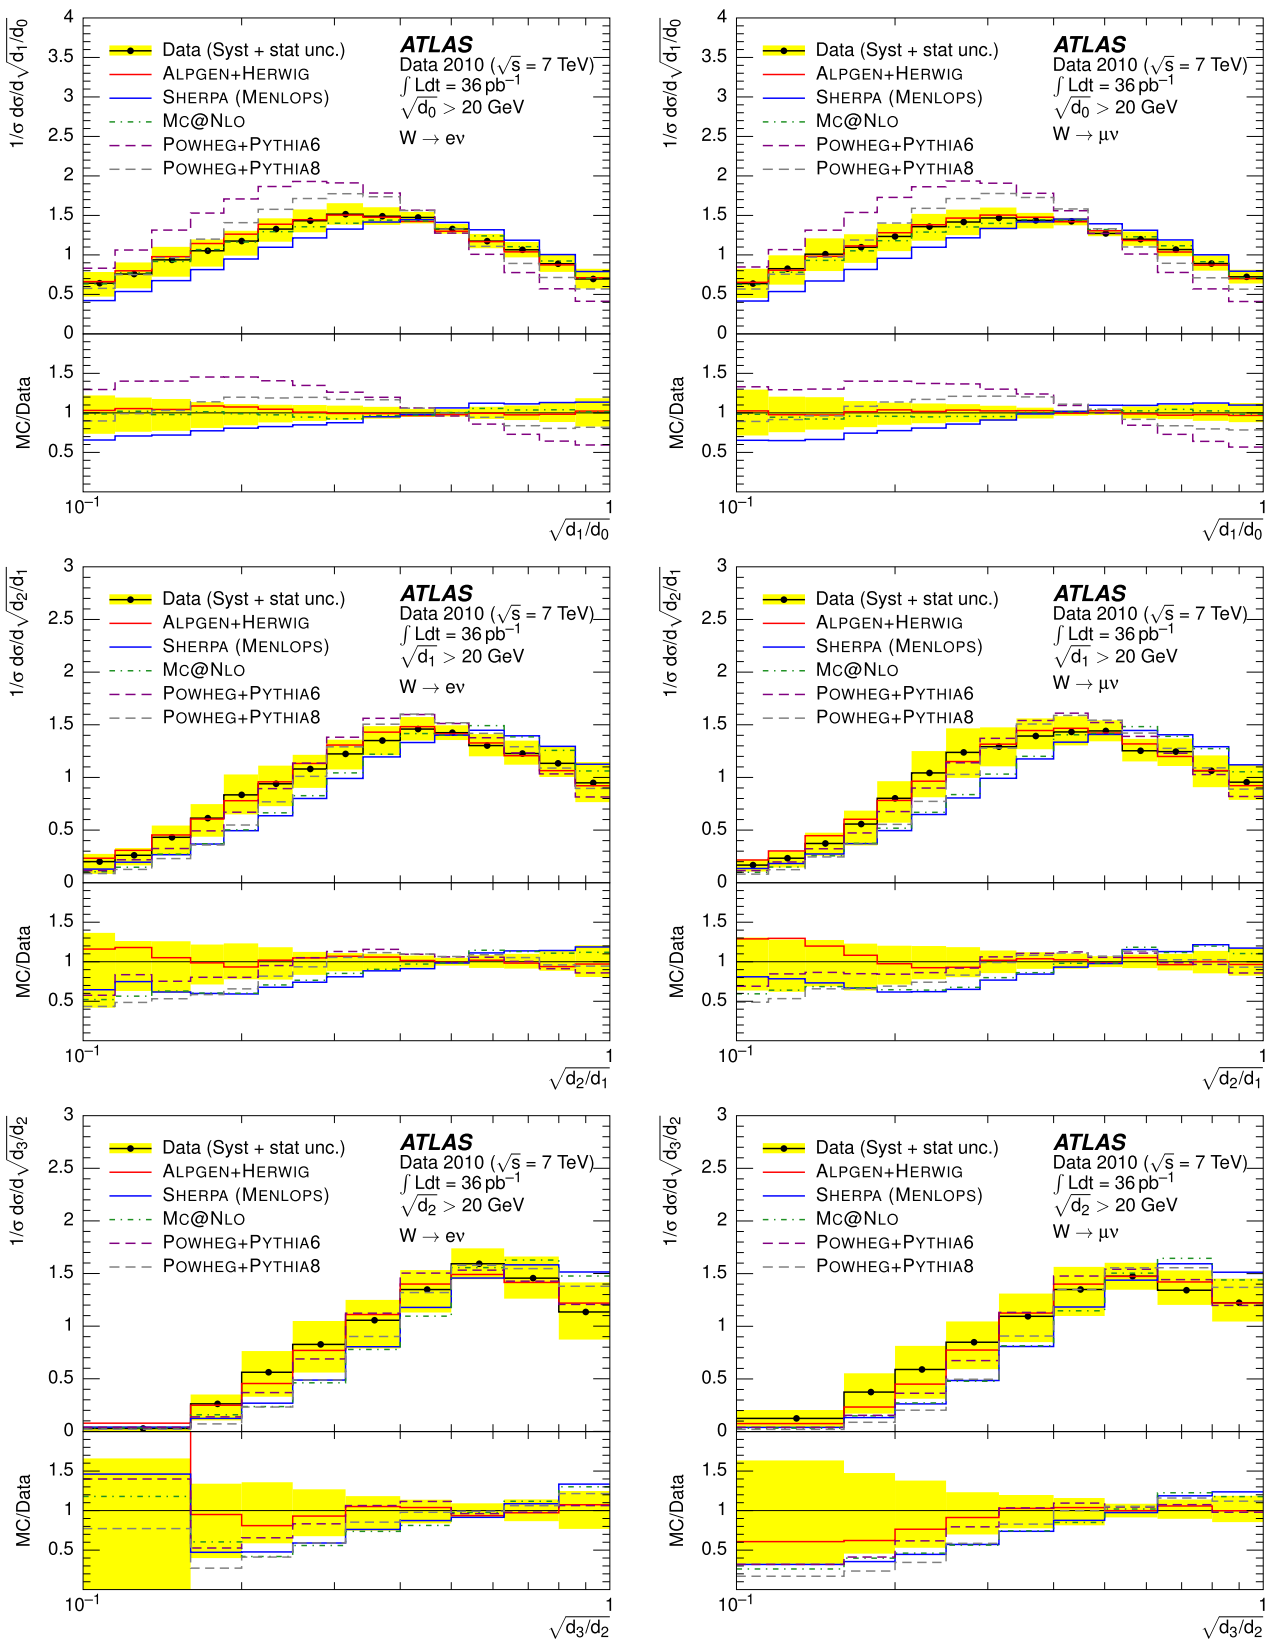 1/σ dσ/d√d₁/d₀
4
3.5
3
2.5
2
1.5
1
0.5
0
Data (Syst + stat unc.)
ALPGEN+HERWIG
SHERPA (MENLOPS)
MC@NLO
POWHEG+PYTHIA6
POWHEG+PYTHIA8
ATLAS
Data 2010 (√s = 7 TeV)
∫ Ldt = 36 pb⁻¹
√d₀ > 20 GeV
W → eν
MC/Data
1.5
1
0.5
10⁻¹ 1
√d₁/d₀
1/σ dσ/d√d₁/d₀
4
3.5
3
2.5
2
1.5
1
0.5
0
Data (Syst + stat unc.)
ALPGEN+HERWIG
SHERPA (MENLOPS)
MC@NLO
POWHEG+PYTHIA6
POWHEG+PYTHIA8
ATLAS
Data 2010 (√s = 7 TeV)
∫ Ldt = 36 pb⁻¹
√d₀ > 20 GeV
W → μν
MC/Data
1.5
1
0.5
10⁻¹ 1
√d₁/d₀
1/σ dσ/d√d₂/d₁
3
2.5
2
1.5
1
0.5
0
Data (Syst + stat unc.)
ALPGEN+HERWIG
SHERPA (MENLOPS)
MC@NLO
POWHEG+PYTHIA6
POWHEG+PYTHIA8
ATLAS
Data 2010 (√s = 7 TeV)
∫ Ldt = 36 pb⁻¹
√d₁ > 20 GeV
W → eν
MC/Data
1.5
1
0.5
10⁻¹ 1
√d₂/d₁
1/σ dσ/d√d₂/d₁
3
2.5
2
1.5
1
0.5
0
Data (Syst + stat unc.)
ALPGEN+HERWIG
SHERPA (MENLOPS)
MC@NLO
POWHEG+PYTHIA6
POWHEG+PYTHIA8
ATLAS
Data 2010 (√s = 7 TeV)
∫ Ldt = 36 pb⁻¹
√d₁ > 20 GeV
W → μν
MC/Data
1.5
1
0.5
10⁻¹ 1
√d₂/d₁
1/σ dσ/d√d₃/d₂
3
2.5
2
1.5
1
0.5
0
Data (Syst + stat unc.)
ALPGEN+HERWIG
SHERPA (MENLOPS)
MC@NLO
POWHEG+PYTHIA6
POWHEG+PYTHIA8
ATLAS
Data 2010 (√s = 7 TeV)
∫ Ldt = 36 pb⁻¹
√d₂ > 20 GeV
W → eν
MC/Data
1.5
1
0.5
10⁻¹ 1
√d₃/d₂
1/σ dσ/d√d₃/d₂
3
2.5
2
1.5
1
0.5
0
Data (Syst + stat unc.)
ALPGEN+HERWIG
SHERPA (MENLOPS)
MC@NLO
POWHEG+PYTHIA6
POWHEG+PYTHIA8
ATLAS
Data 2010 (√s = 7 TeV)
∫ Ldt = 36 pb⁻¹
√d₂ > 20 GeV
W → μν
MC/Data
1.5
1
0.5
10⁻¹ 1
√d₃/d₂